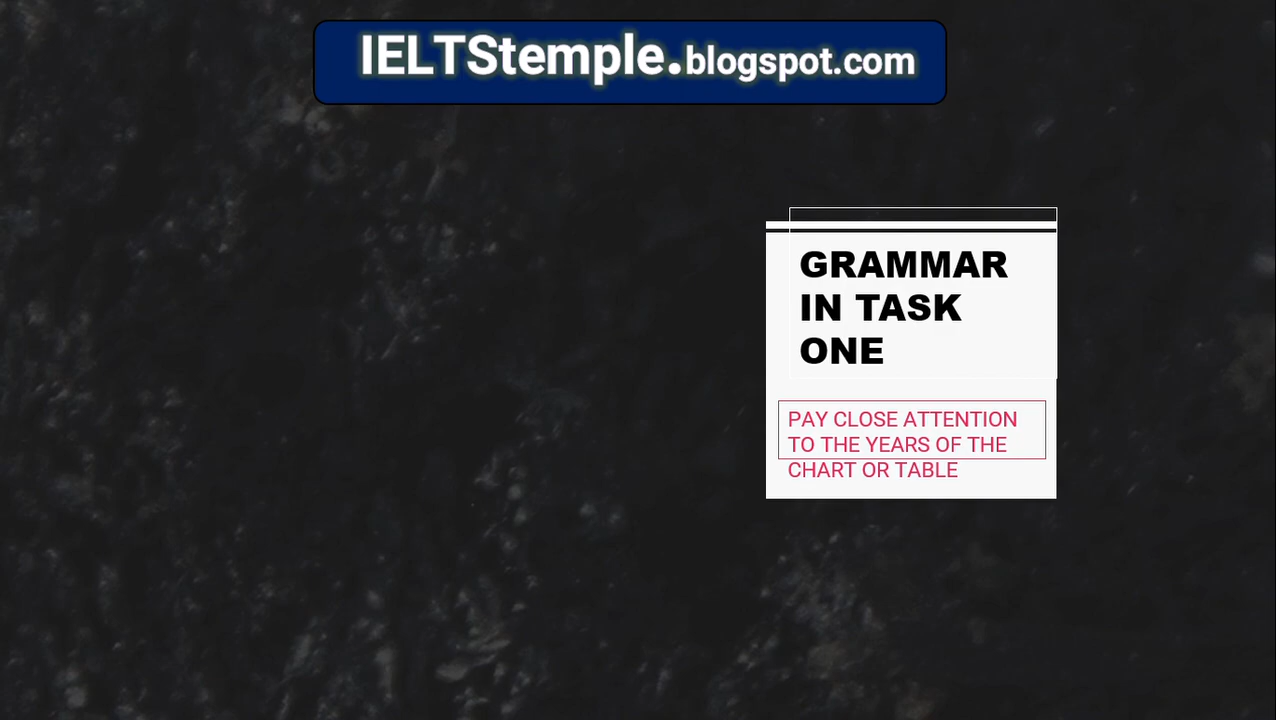 IELTStemple.blogspot.com
GRAMMAR
IN TASK
ONE
PAY CLOSE ATTENTION
TO THE YEARS OF THE
CHART OR TABLE